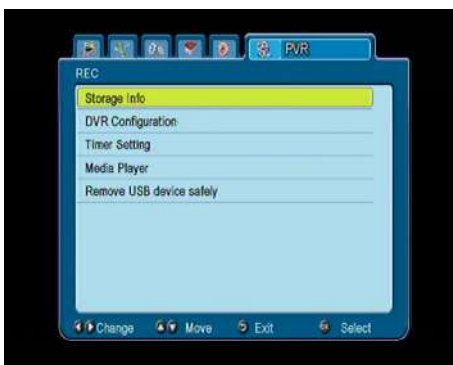 PVR
REC
Storage Info
DVR Configuration
Timer Setting
Media Player
Remove USB device safely
Change Move Exit Select